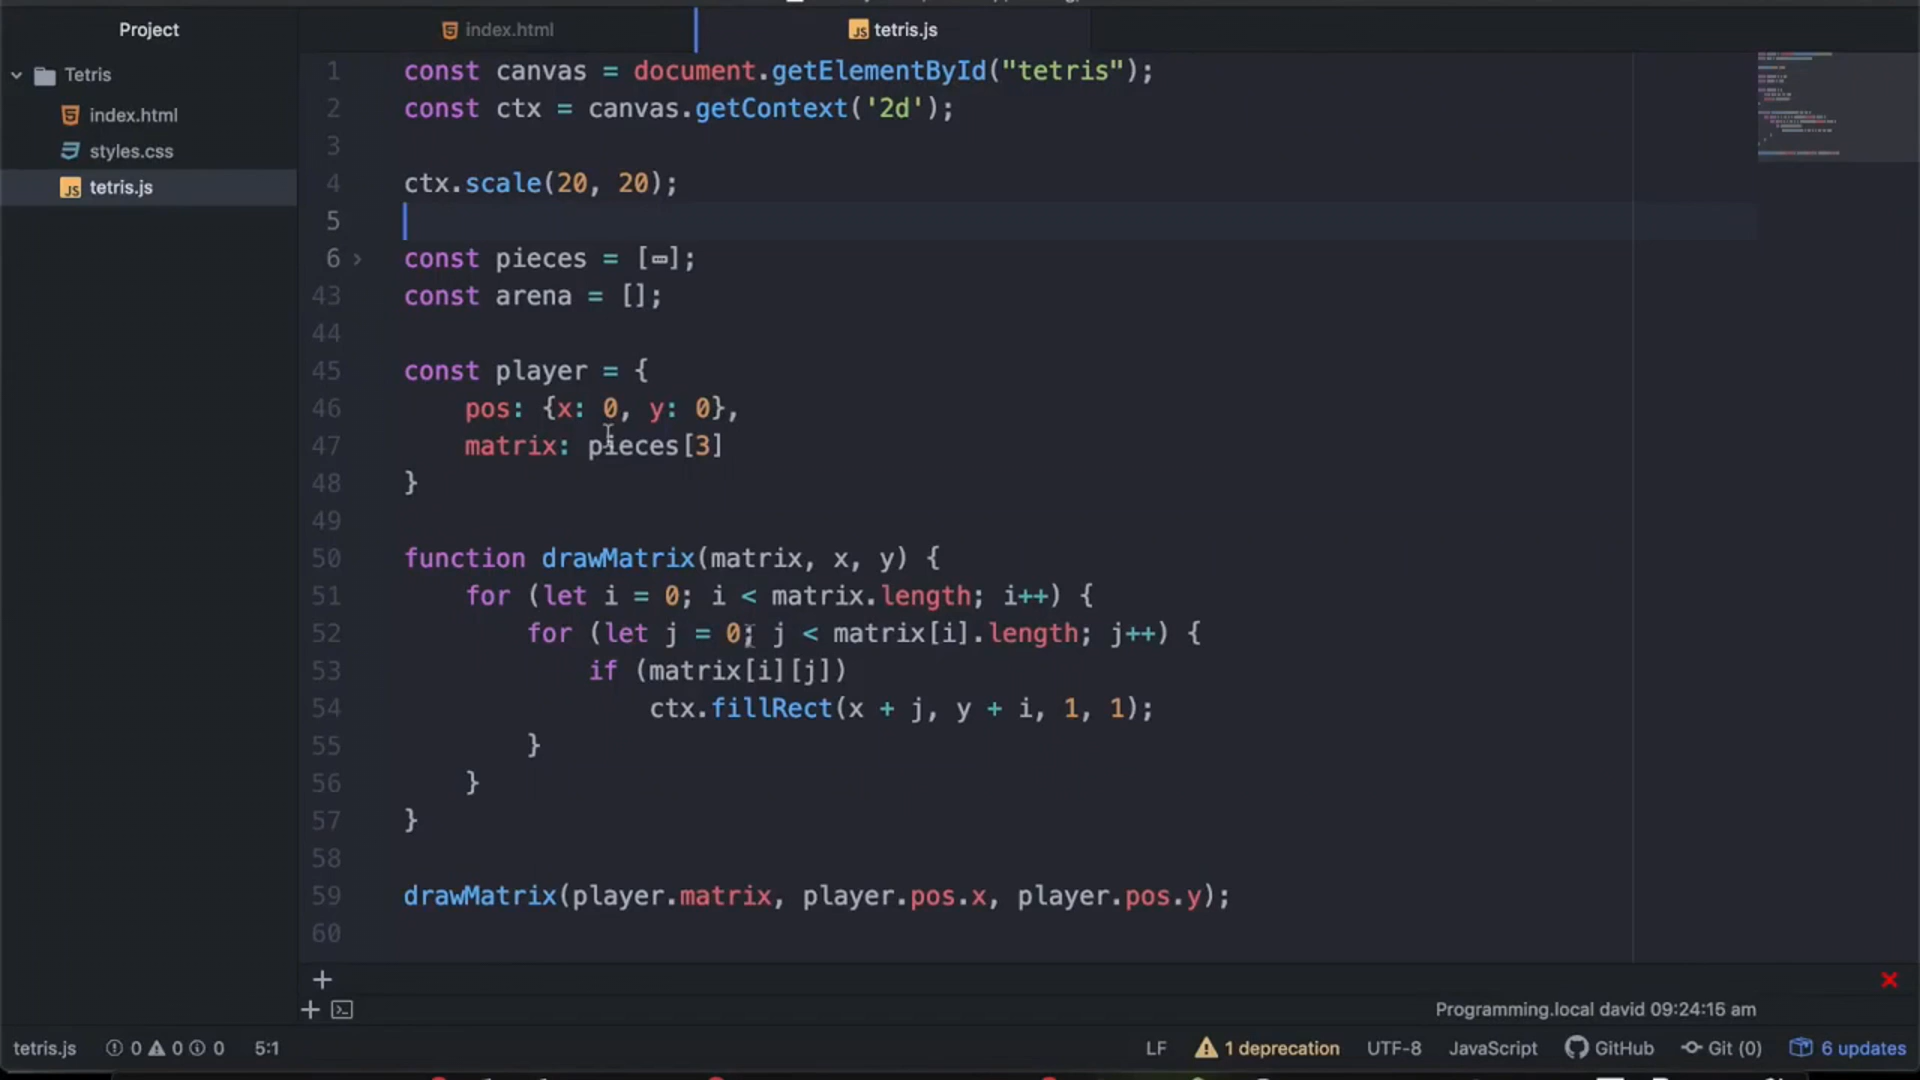 Project
index.html
tetris.js
Tetris
index.html
styles.css
tetris.js
1 const canvas = document.getElementById("tetris");
2 const ctx = canvas.getContext('2d');
3
4 ctx.scale(20, 20);
5
6 const pieces = [];
43 const arena = [];
44
45 const player = {
46 pos: {x: 0, y: 0},
47 matrix: pieces[3]
48 }
49
50 function drawMatrix(matrix, x, y) {
51 for (let i = 0; i < matrix.length; i++) {
52 for (let j = 0; j < matrix[i].length; j++) {
53 if (matrix[i][j])
54 ctx.fillRect(x + j, y + i, 1, 1);
55 }
56 }
57 }
58
59 drawMatrix(player.matrix, player.pos.x, player.pos.y);
60
Programming.local david 09:24:15 am
tetris.js 0 0 0 5:1 LF 1 deprecation UTF-8 JavaScript GitHub Git (0) 6 updates